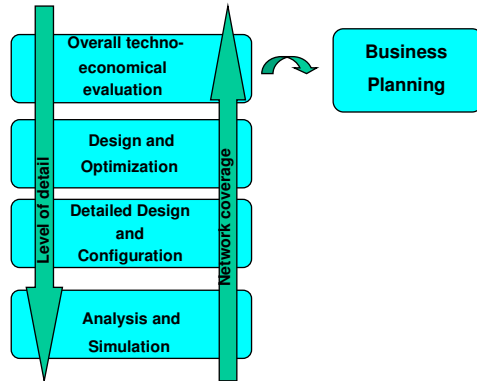 Overall techno-
economical
evaluation
Business
Planning
Design and
Optimization
Detailed Design
and
Configuration
Analysis and
Simulation
Level of detail
Network coverage